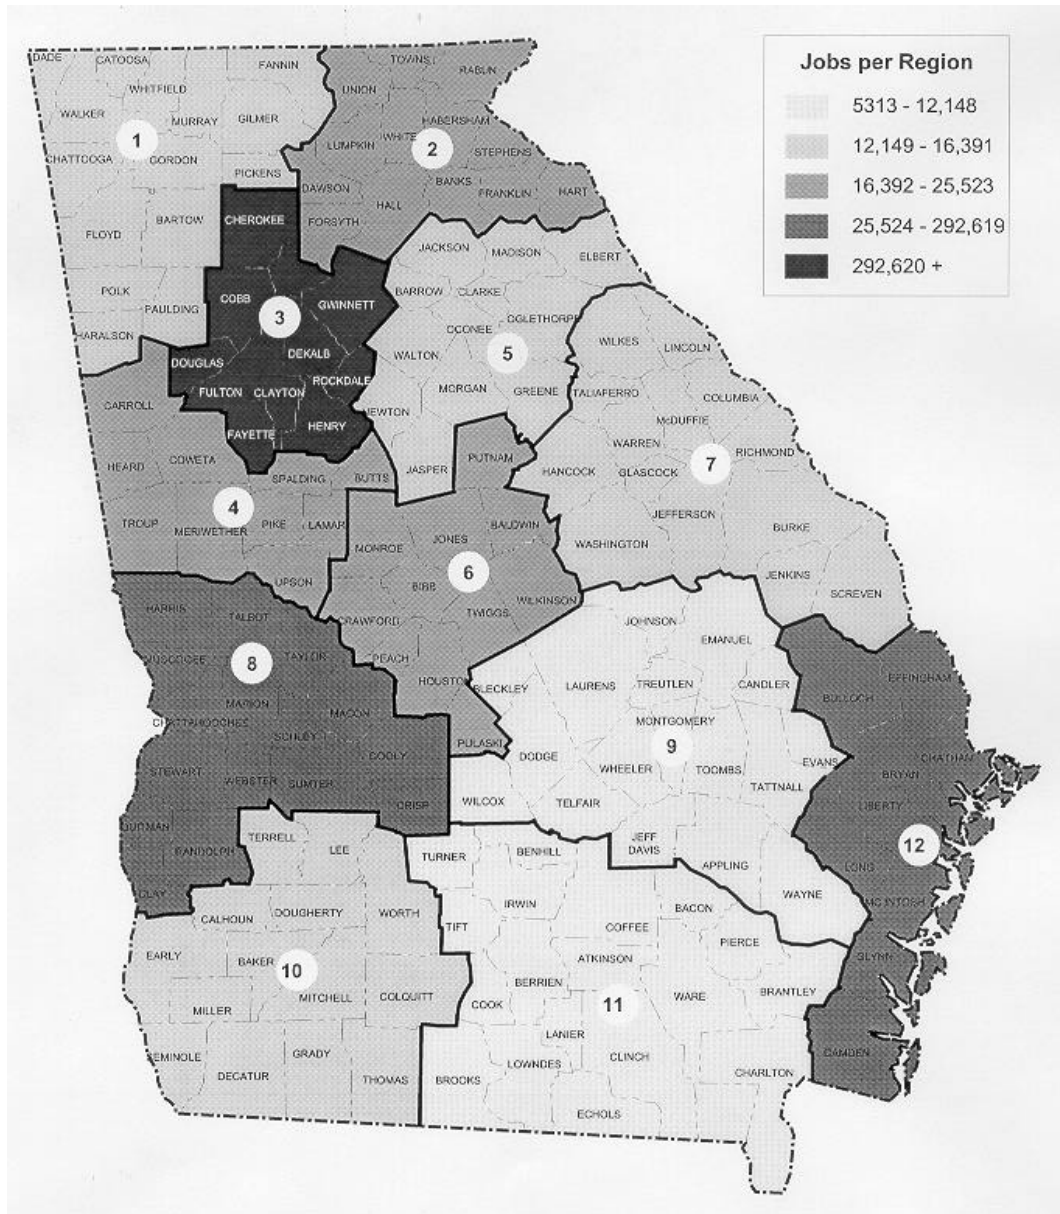 Jobs per Region
5313 - 12,148
12,149 - 16,391
16,392 - 25,523
25,524 - 292,619
292,620 +
DADE
CATOOSA
FANNIN
WHITFIELD
WALKER
MURRAY
GILMER
1
CHATTOOGA
GORDON
PICKENS
BARTOW
FLOYD
POLK
PAULDING
HARALSON
TOWNS
RABUN
UNION
HABERSHAM
WHITE
LUMPKIN
2
STEPHENS
BANKS
DAWSON
FRANKLIN
HART
HALL
FORSYTH
CHEROKEE
COBB
GWINNETT
3
DEKALB
DOUGLAS
ROCKDALE
FULTON
CLAYTON
HENRY
FAYETTE
JACKSON
MADISON
ELBERT
BARROW
CLARKE
OGLETHORPE
OCONEE
WALTON
5
MORGAN
GREENE
NEWTON
JASPER
CARROLL
HEARD
COWETA
SPALDING
BUTTS
4
TROUP
MERIWETHER
PIKE
LAMAR
UPSON
PUTNAM
BALDWIN
JONES
MONROE
6
BIBB
WILKINSON
TWIGGS
CRAWFORD
PEACH
HOUSTO
PULASKI
WILKES
LINCOLN
TALIAFERRO
COLUMBIA
McDUFFIE
WARREN
RICHMOND
HANCOCK
GLASCOCK
7
JEFFERSON
BURKE
WASHINGTON
JENKINS
SCREVEN
HARRIS
TALBOT
MUSCOGEE
8
TAYLOR
MARION
MACON
CHATTAHOOCHEE
SCHLEY
DOOLY
STEWART
WEBSTER
SUMTER
CRISP
QUITMAN
RANDOLPH
CLAY
JOHNSON
EMANUEL
LAURENS
TREUTLEN
CANDLER
BLECKLEY
MONTGOMERY
9
DODGE
WHEELER
TOOMBS
EVANS
TATTNALL
WILCOX
TELFAIR
JEFF
DAVIS
APPLING
WAYNE
TERRELL
LEE
CALHOUN
DOUGHERTY
WORTH
EARLY
BAKER
10
MITCHELL
COLQUITT
MILLER
SEMINOLE
GRADY
DECATUR
THOMAS
TURNER
BENHILL
IRWIN
TIFT
COFFEE
BACON
PIERCE
ATKINSON
BERRIEN
COOK
11
WARE
BRANTLEY
LANIER
LOWNDES
CLINCH
BROOKS
CHARLTON
ECHOLS
EFFINGHAM
BULLOCH
CHATHAM
BRYAN
LIBERTY
12
LONG
MC INTOSH
GLYNN
CAMDEN